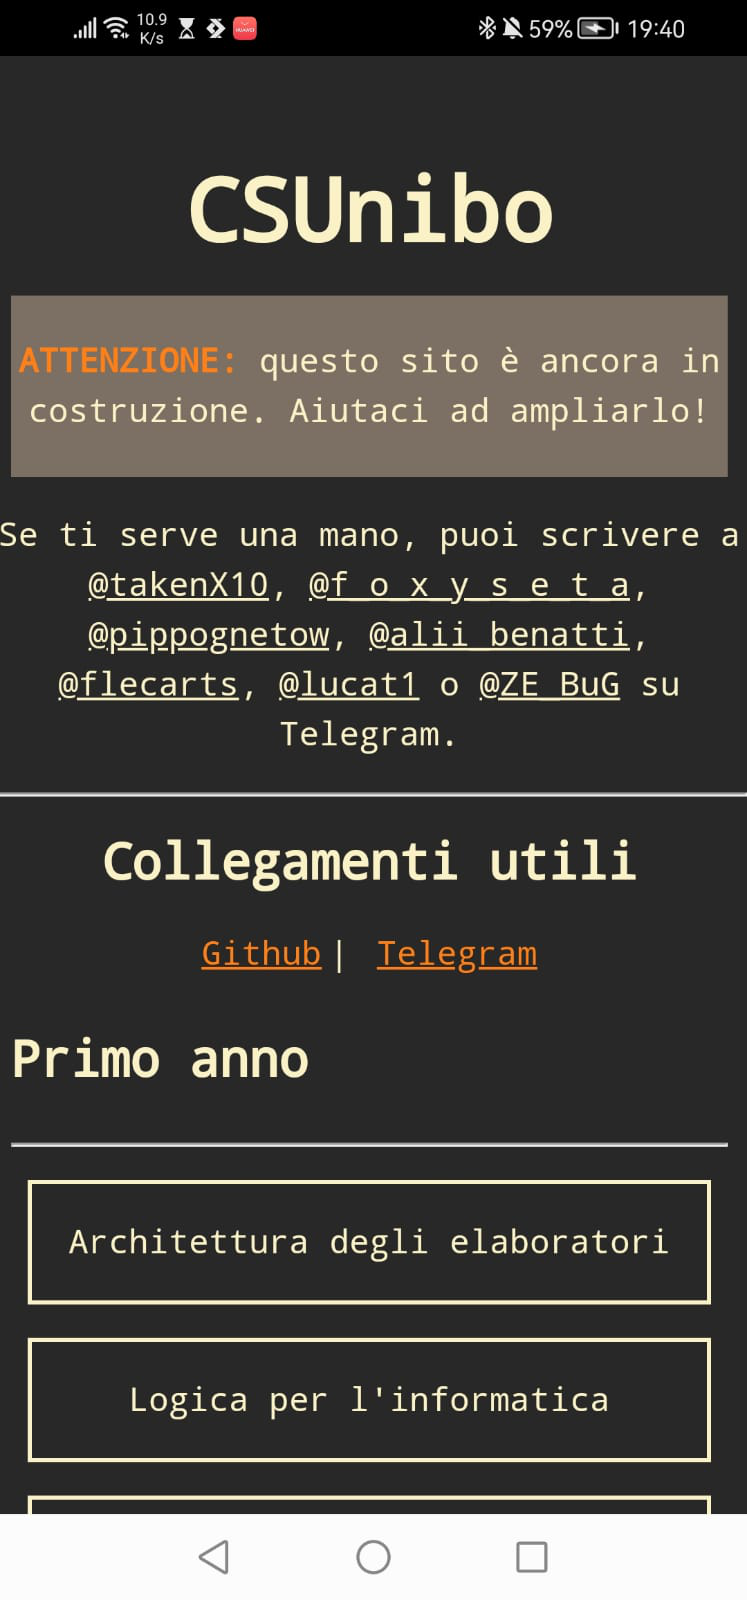 10.9
K/s
HUAWEI
59%
19:40
CSUnibo
ATTENZIONE: questo sito è ancora in
costruzione. Aiutaci ad ampliarlo!
Se ti serve una mano, puoi scrivere a
@takenX10, @f_o_x_y_s_e_t_a,
@pippognetow, @alii_benatti,
@flecarts, @lucat1 o @ZE_BuG su
Telegram.
Collegamenti utili
Github | Telegram
Primo anno
Architettura degli elaboratori
Logica per l'informatica